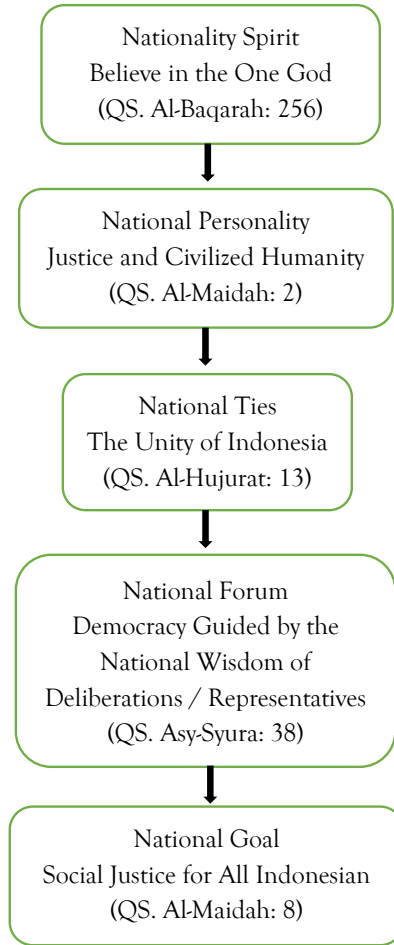 Nationality Spirit
Believe in the One God
(QS. Al-Baqarah: 256)
National Personality
Justice and Civilized Humanity
(QS. Al-Maidah: 2)
National Ties
The Unity of Indonesia
(QS. Al-Hujurat: 13)
National Forum
Democracy Guided by the
National Wisdom of
Deliberations / Representatives
(QS. Asy-Syura: 38)
National Goal
Social Justice for All Indonesian
(QS. Al-Maidah: 8)